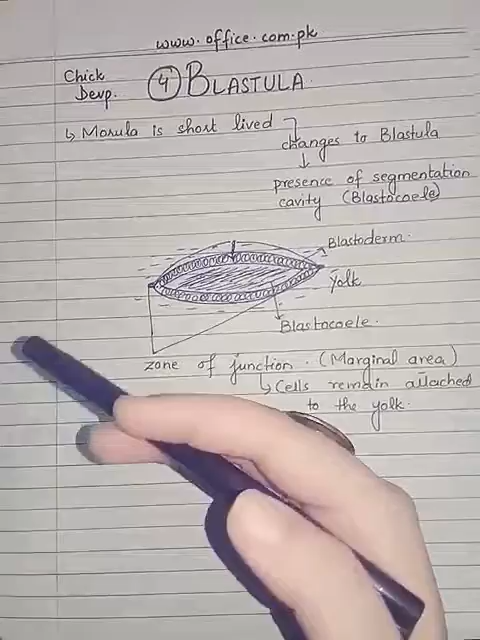 www.office.com.pk
Chick
Devp.
4 BLASTULA
↳ Morula is short lived
changes to Blastula
↓
presence of segmentation
cavity (Blastocoele)
Blastoderm.
Yolk
Blastocoele.
zone of junction. (Marginal area)
↳ Cells remain attached
to the yolk.